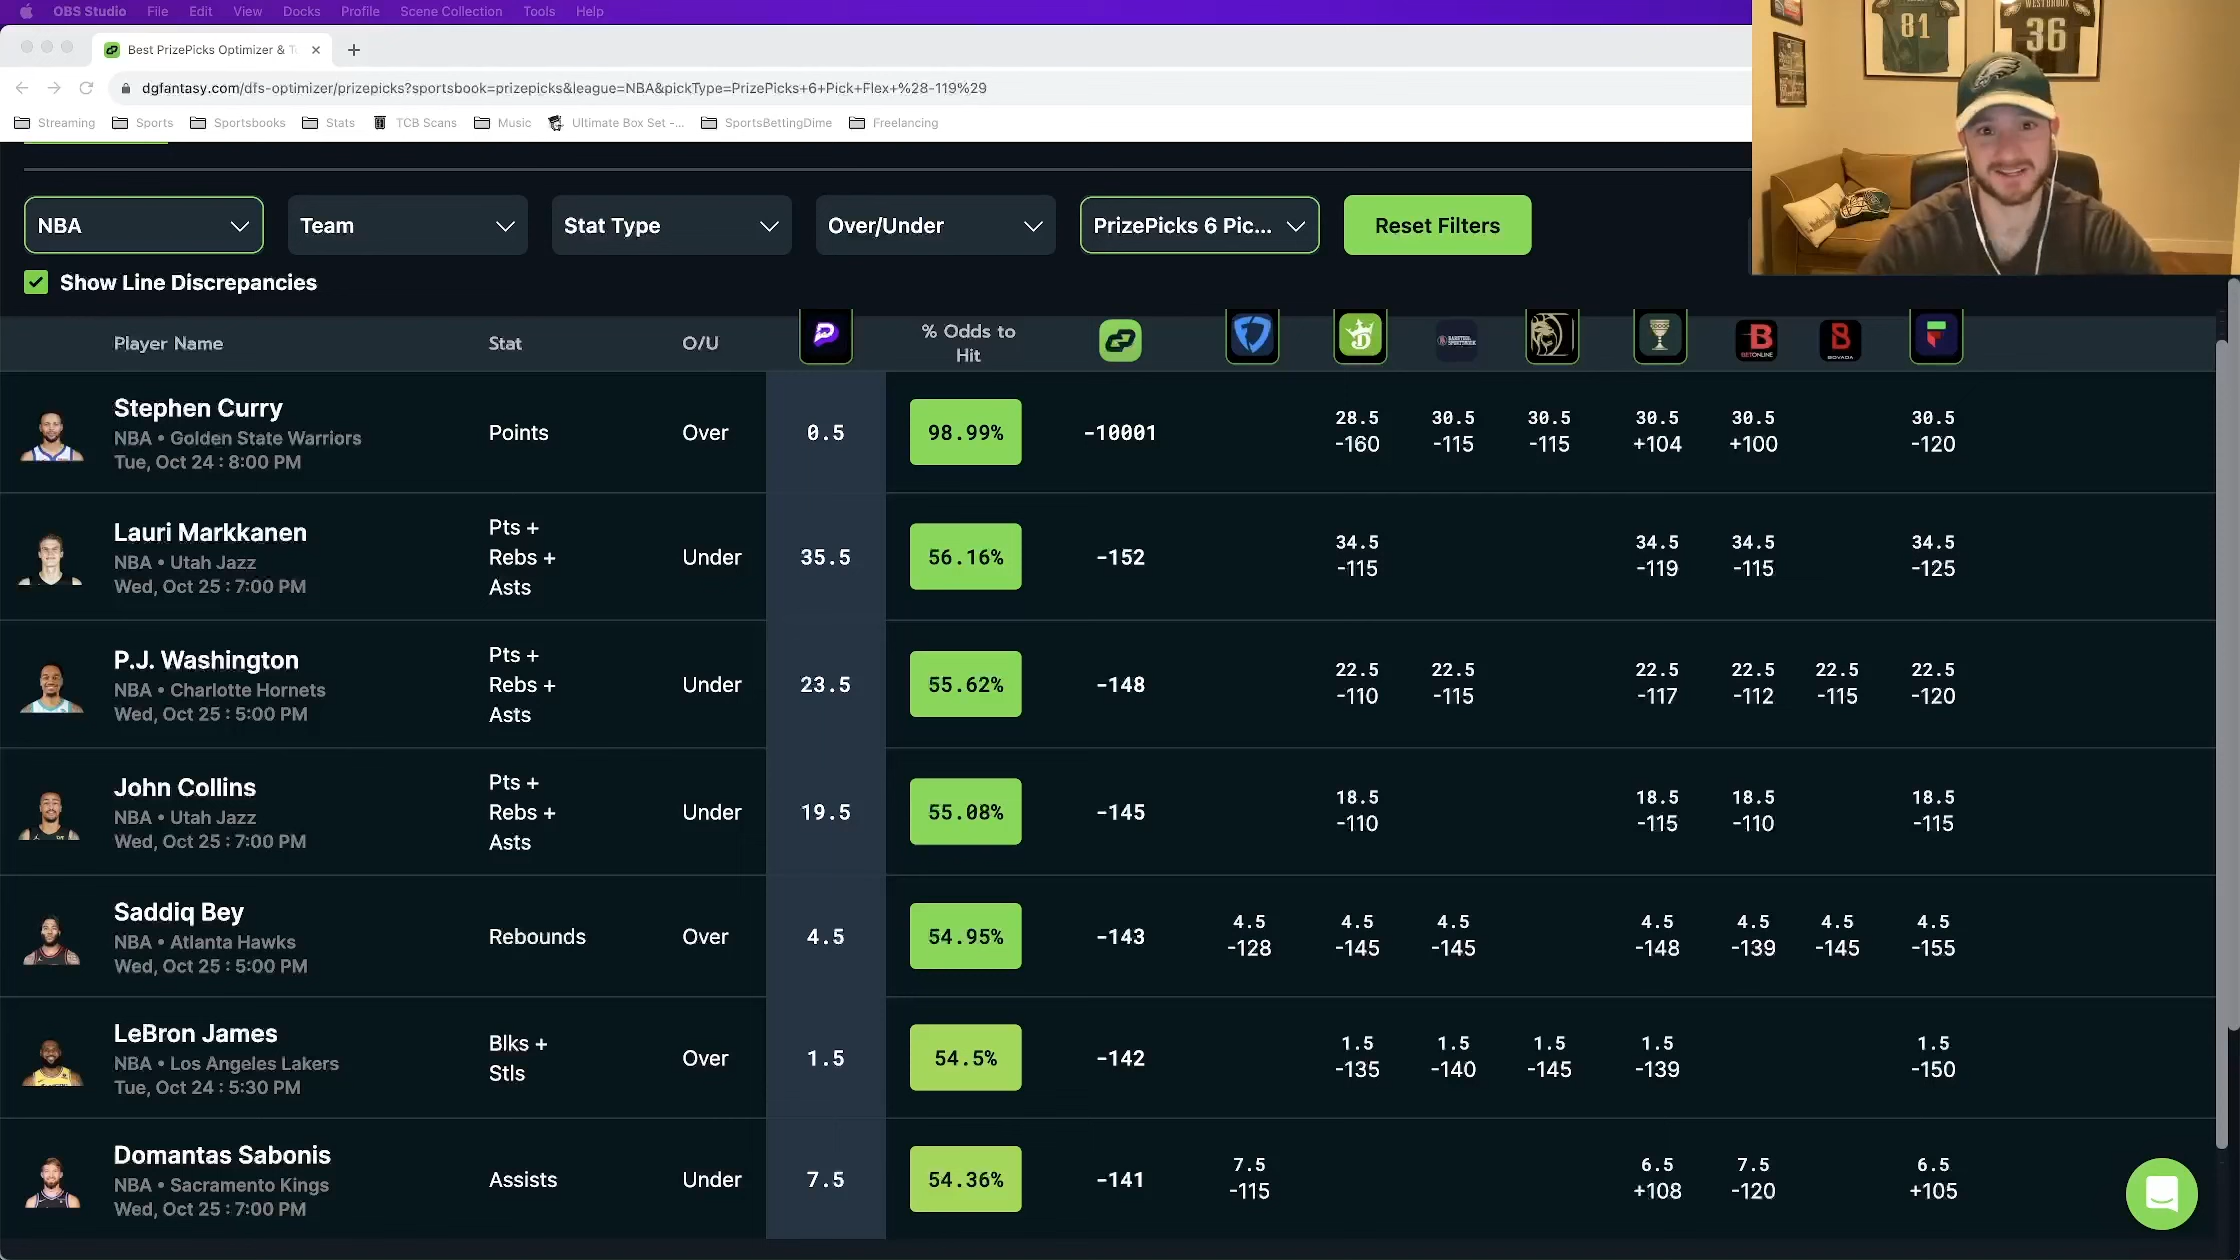 OBS Studio File Edit View Docks Profile Scene Collection Tools Help
Best PrizePicks Optimizer & T
dgfantasy.com/dfs-optimizer/prizepicks?sportsbook=prizepicks&league=NBA&pickType=PrizePicks+6+Pick+Flex+%28-119%29
Streaming Sports Sportsbooks Stats TCB Scans Music Ultimate Box Set -... SportsBettingDime Freelancing
81
WESTBROOK
36
NBA Team Stat Type Over/Under PrizePicks 6 Pic... Reset Filters
Show Line Discrepancies
Player Name Stat O/U % Odds to
Hit
BETONLINE
BOVADA
Stephen Curry
NBA • Golden State Warriors
Tue, Oct 24 : 8:00 PM
Points Over 0.5 98.99% -10001
28.5 30.5 30.5 30.5 30.5 30.5
-160 -115 -115 +104 +100 -120
Lauri Markkanen
NBA • Utah Jazz
Wed, Oct 25 : 7:00 PM
Pts +
Rebs +
Asts
Under 35.5 56.16% -152
34.5 34.5 34.5 34.5
-115 -119 -115 -125
P.J. Washington
NBA • Charlotte Hornets
Wed, Oct 25 : 5:00 PM
Pts +
Rebs +
Asts
Under 23.5 55.62% -148
22.5 22.5 22.5 22.5 22.5 22.5
-110 -115 -117 -112 -115 -120
John Collins
NBA • Utah Jazz
Wed, Oct 25 : 7:00 PM
Pts +
Rebs +
Asts
Under 19.5 55.08% -145
18.5 18.5 18.5 18.5
-110 -115 -110 -115
Saddiq Bey
NBA • Atlanta Hawks
Wed, Oct 25 : 5:00 PM
Rebounds Over 4.5 54.95% -143
4.5 4.5 4.5 4.5 4.5 4.5 4.5
-128 -145 -145 -148 -139 -145 -155
LeBron James
NBA • Los Angeles Lakers
Tue, Oct 24 : 5:30 PM
Blks +
Stls
Over 1.5 54.5% -142
1.5 1.5 1.5 1.5 1.5
-135 -140 -145 -139 -150
Domantas Sabonis
NBA • Sacramento Kings
Wed, Oct 25 : 7:00 PM
Assists Under 7.5 54.36% -141
7.5 6.5 7.5 6.5
-115 +108 -120 +105